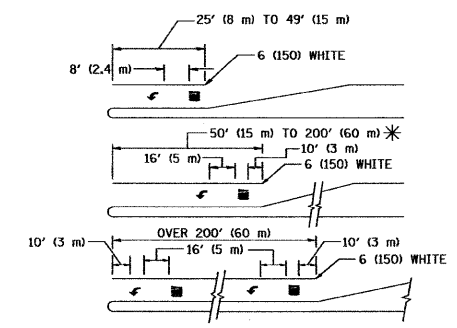 25' (8 m) TO 49' (15 m)
6 (150) WHITE
8' (2.4 m)
50' (15 m) TO 200' (60 m) ✳
16' (5 m)
10' (3 m)
6 (150) WHITE
OVER 200' (60 m)
10' (3 m)
16' (5 m)
10' (3 m)
6 (150) WHITE